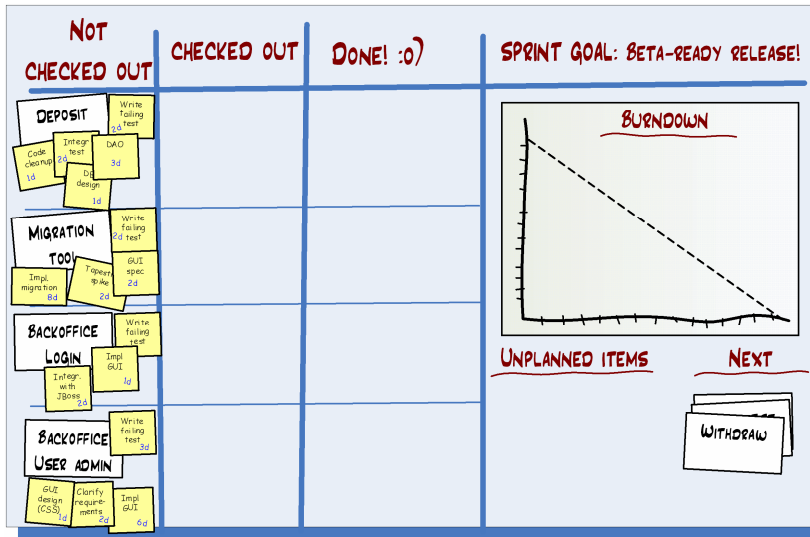 NOT
CHECKED OUT
CHECKED OUT
DONE! :o)
SPRINT GOAL: BETA-READY RELEASE!
DEPOSIT
Write
failing
test
2d
Code
cleanup
1d
Integr.
test
2d
DAO
3d
design
1d
MIGRATION
TOOL
Write
failing
test
2d
GUI
spec
2d
Impl.
migration
8d
spike
2d
BACKOFFICE
LOGIN
Write
failing
test
Impl
GUI
1d
Integr.
with
JBoss
2d
BACKOFFICE
USER ADMIN
Write
failing
test
3d
GUI
design
(CSS)
1d
Clarify
require-
ments
2d
Impl
GUI
6d
BURNDOWN
UNPLANNED ITEMS
NEXT
WITHDRAW